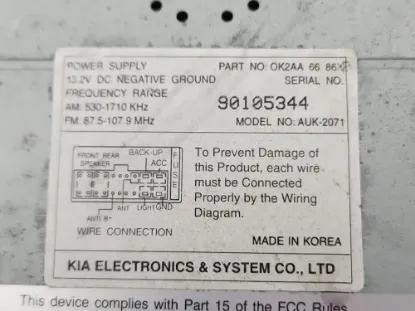 POWER SUPPLY PART NO: OK2AA 66 86X
13.2V DC NEGATIVE GROUND SERIAL NO.
FREQUENCY RANGE
AM: 530-1710 KHz 90105344
FM: 87.5-107.9 MHz MODEL NO: AUK-2071
BACK-UP
FRONT REAR
SPEAKER ACC
FUSE
ANT LIGHT GND
ANTI B+
WIRE CONNECTION
To Prevent Damage of
this Product, each wire
must be Connected
Properly by the Wiring
Diagram.
MADE IN KOREA
KIA ELECTRONICS & SYSTEM CO., LTD
This device complies with Part 15 of the FCC Rules